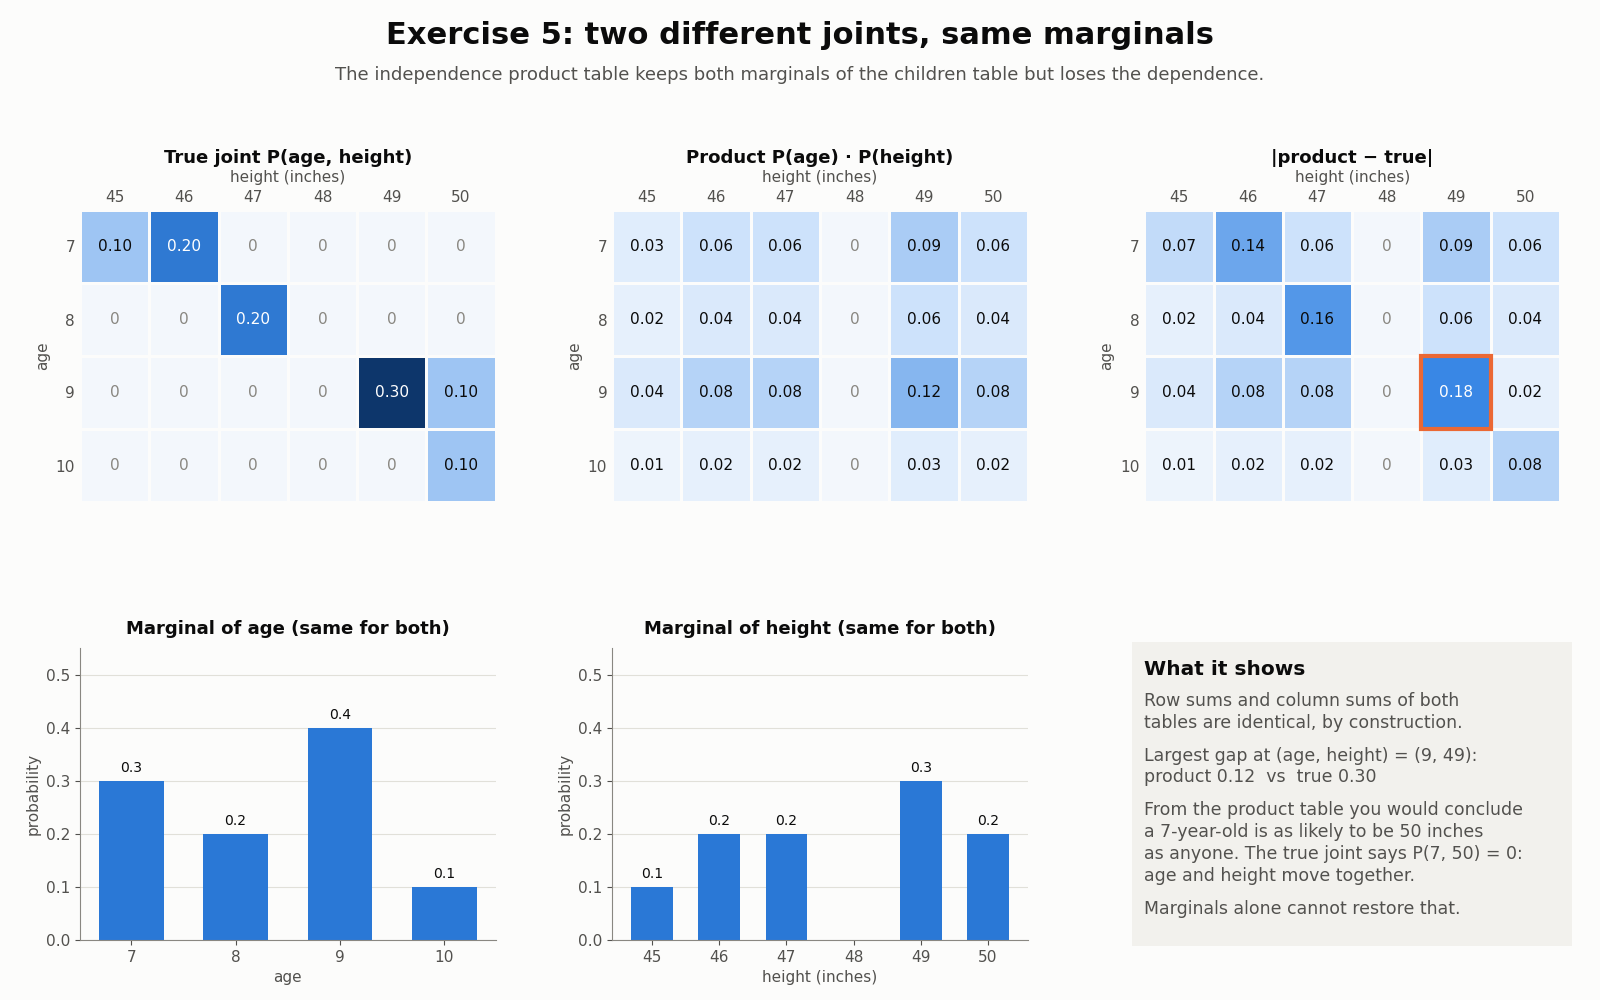 Exercise 5: two different joints, same marginals
The independence product table keeps both marginals of the children table but loses the dependence.
True joint P(age, height)
height (inches)
45 46 47 48 49 50
7 0.10 0.20 0 0 0 0
8 0 0 0.20 0 0 0
age
9 0 0 0 0 0.30 0.10
10 0 0 0 0 0 0.10
Product P(age) · P(height)
height (inches)
45 46 47 48 49 50
7 0.03 0.06 0.06 0 0.09 0.06
8 0.02 0.04 0.04 0 0.06 0.04
age
9 0.04 0.08 0.08 0 0.12 0.08
10 0.01 0.02 0.02 0 0.03 0.02
|product − true|
height (inches)
45 46 47 48 49 50
7 0.07 0.14 0.06 0 0.09 0.06
8 0.02 0.04 0.16 0 0.06 0.04
age
9 0.04 0.08 0.08 0 0.18 0.02
10 0.01 0.02 0.02 0 0.03 0.08
Marginal of age (same for both)
probability
0.5
0.4
0.3
0.2
0.1
0.0
0.3 0.2 0.4 0.1
7 8 9 10
age
Marginal of height (same for both)
probability
0.5
0.4
0.3
0.2
0.1
0.0
0.1 0.2 0.2 0.3 0.2
45 46 47 48 49 50
height (inches)
What it shows
Row sums and column sums of both
tables are identical, by construction.
Largest gap at (age, height) = (9, 49):
product 0.12  vs  true 0.30
From the product table you would conclude
a 7-year-old is as likely to be 50 inches
as anyone. The true joint says P(7, 50) = 0:
age and height move together.
Marginals alone cannot restore that.